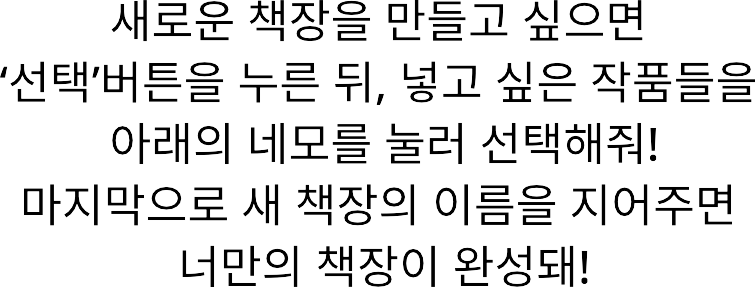 새로운 책장을 만들고 싶으면
‘선택’버튼을 누른 뒤, 넣고 싶은 작품들을
아래의 네모를 눌러 선택해줘!
마지막으로 새 책장의 이름을 지어주면
너만의 책장이 완성돼!